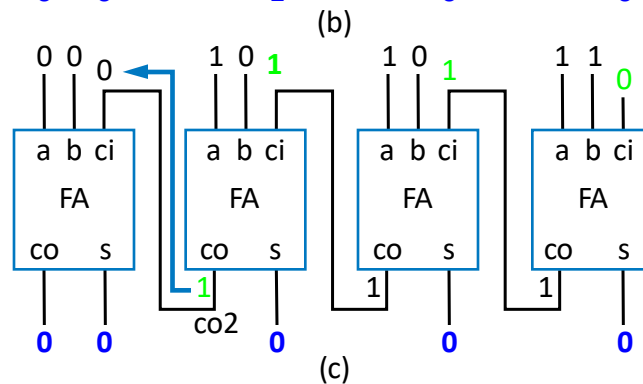 (b)
0 0 0 1 0 1 1 0 1 1 1 0
a b ci a b ci a b ci a b ci
FA FA FA FA
co s co s co s co s
1 1 1
co2
0 0 0 0 0
(c)